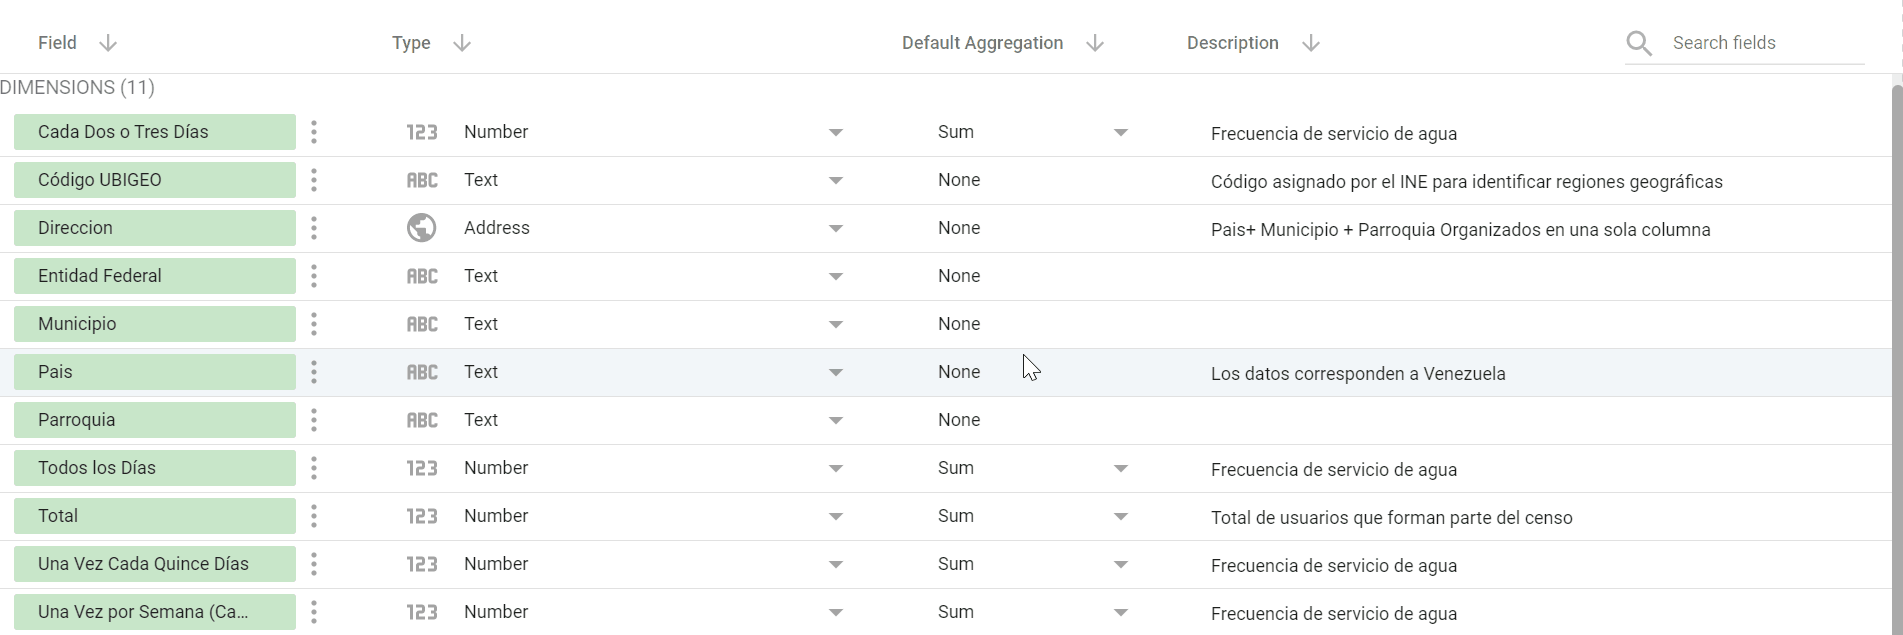 Field Type Default Aggregation Description Search fields
DIMENSIONS (11)
Cada Dos o Tres Días 123 Number Sum Frecuencia de servicio de agua
Código UBIGEO ABC Text None Código asignado por el INE para identificar regiones geográficas
Direccion Address None Pais+ Municipio + Parroquia Organizados en una sola columna
Entidad Federal ABC Text None
Municipio ABC Text None
Pais ABC Text None Los datos corresponden a Venezuela
Parroquia ABC Text None
Todos los Días 123 Number Sum Frecuencia de servicio de agua
Total 123 Number Sum Total de usuarios que forman parte del censo
Una Vez Cada Quince Días 123 Number Sum Frecuencia de servicio de agua
Una Vez por Semana (Ca... 123 Number Sum Frecuencia de servicio de agua